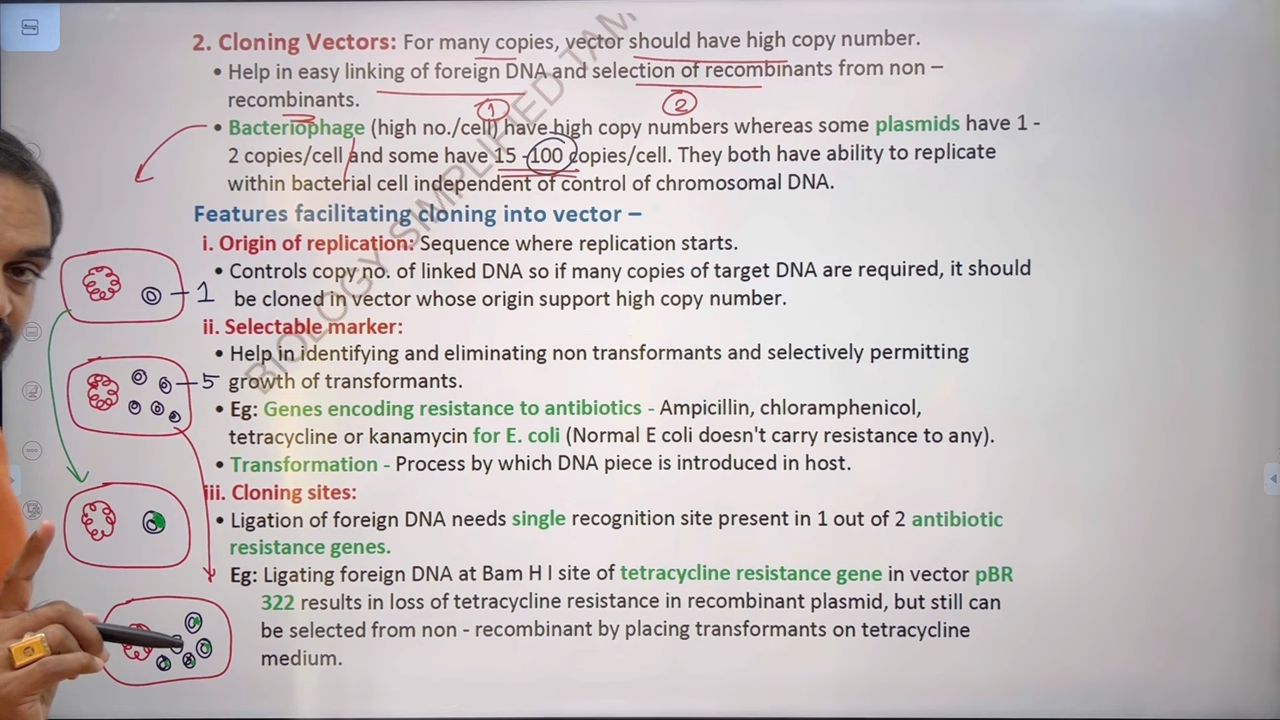 2. Cloning Vectors: For many copies, vector should have high copy number.
• Help in easy linking of foreign DNA and selection of recombinants from non –
recombinants.
1 2
• Bacteriophage (high no./cell) have high copy numbers whereas some plasmids have 1 -
2 copies/cell and some have 15 -100 copies/cell. They both have ability to replicate
within bacterial cell independent of control of chromosomal DNA.
Features facilitating cloning into vector –
i. Origin of replication: Sequence where replication starts.
• Controls copy no. of linked DNA so if many copies of target DNA are required, it should
be cloned in vector whose origin support high copy number.
1
ii. Selectable marker:
• Help in identifying and eliminating non transformants and selectively permitting
growth of transformants.
5
• Eg: Genes encoding resistance to antibiotics - Ampicillin, chloramphenicol,
tetracycline or kanamycin for E. coli (Normal E coli doesn't carry resistance to any).
• Transformation - Process by which DNA piece is introduced in host.
iii. Cloning sites:
• Ligation of foreign DNA needs single recognition site present in 1 out of 2 antibiotic
resistance genes.
Eg: Ligating foreign DNA at Bam H I site of tetracycline resistance gene in vector pBR
322 results in loss of tetracycline resistance in recombinant plasmid, but still can
be selected from non - recombinant by placing transformants on tetracycline
medium.
BIOLOGY SIMPLIFIED TAM